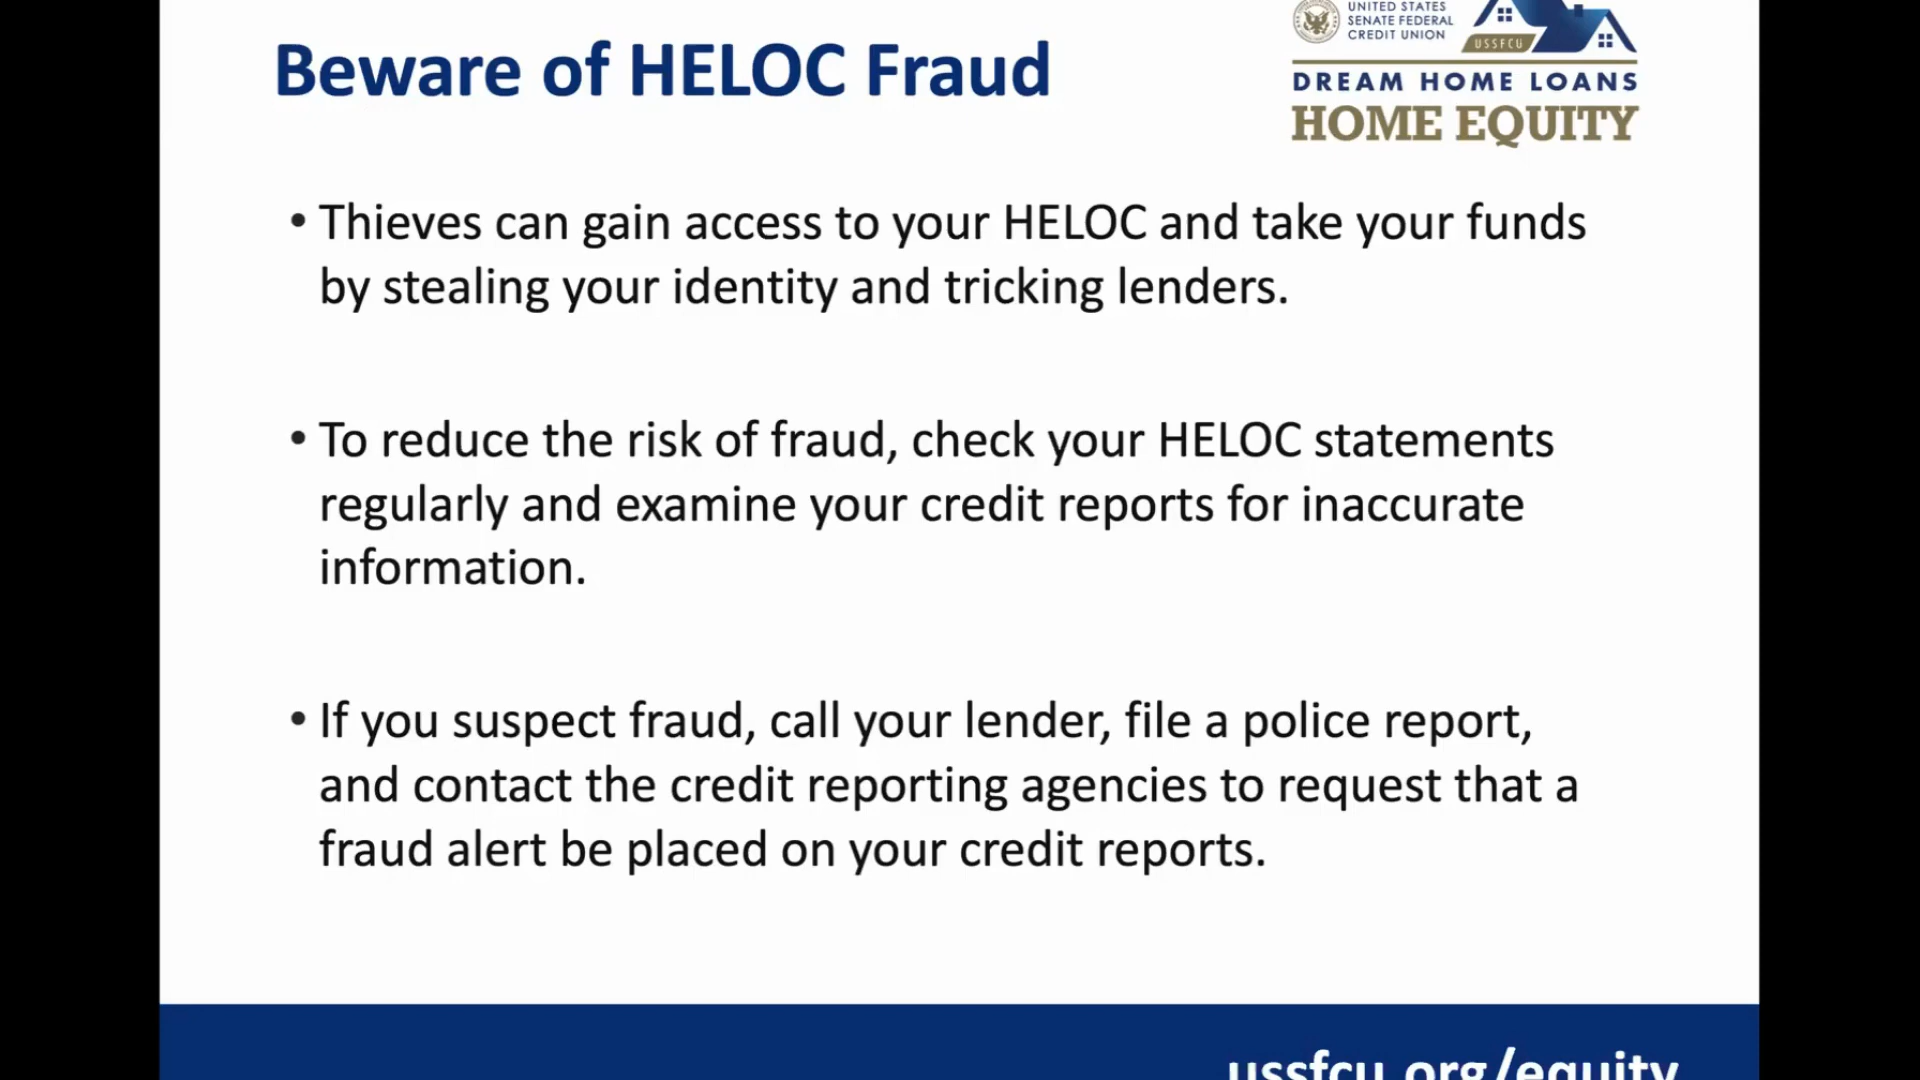 UNITED STATES
SENATE FEDERAL
CREDIT UNION
USSFCU
DREAM HOME LOANS
HOME EQUITY
Beware of HELOC Fraud
• Thieves can gain access to your HELOC and take your funds
by stealing your identity and tricking lenders.
• To reduce the risk of fraud, check your HELOC statements
regularly and examine your credit reports for inaccurate
information.
• If you suspect fraud, call your lender, file a police report,
and contact the credit reporting agencies to request that a
fraud alert be placed on your credit reports.
ussfcu.org/equity